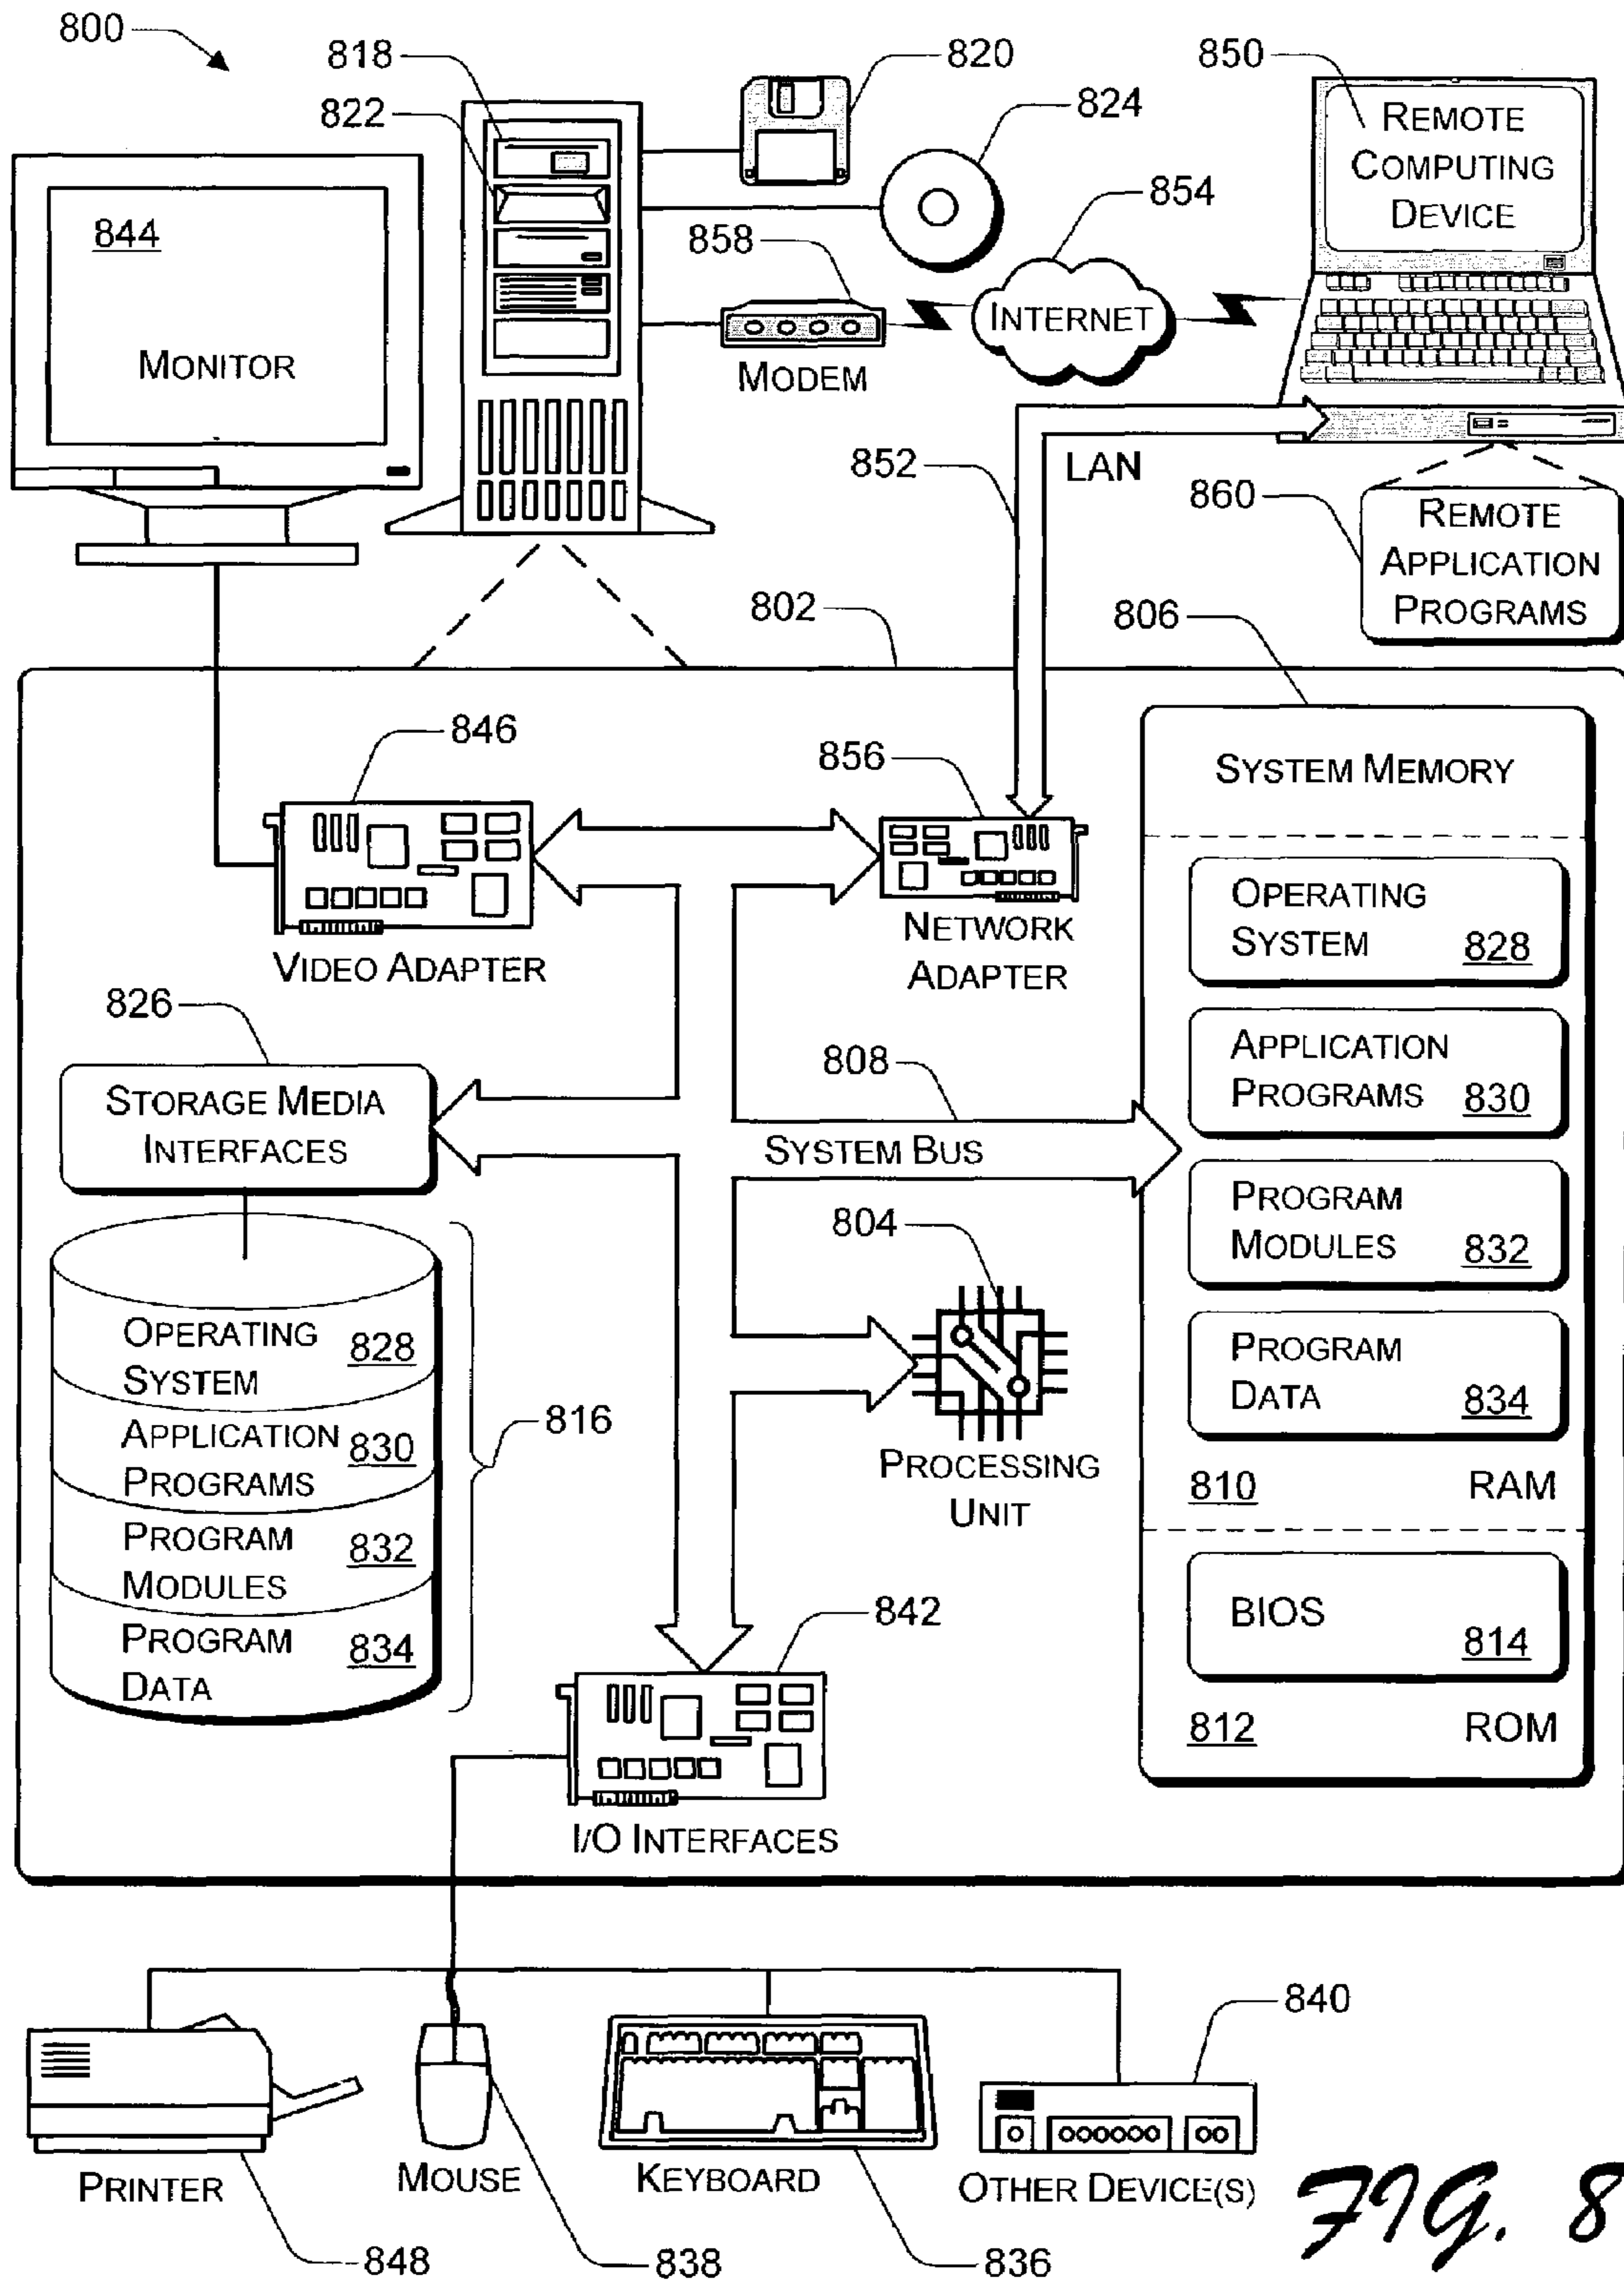 800
818
822
820
824
850
REMOTE
COMPUTING
DEVICE
854
844
858
INTERNET
MONITOR
MODEM
852
LAN
860
REMOTE
APPLICATION
PROGRAMS
802
806
846
856
SYSTEM MEMORY
OPERATING
SYSTEM 828
NETWORK
ADAPTER
VIDEO ADAPTER
826
808
APPLICATION
PROGRAMS 830
STORAGE MEDIA
INTERFACES
SYSTEM BUS
PROGRAM
MODULES 832
804
OPERATING
SYSTEM 828
PROGRAM
DATA 834
816
APPLICATION
PROGRAMS 830
PROCESSING
UNIT
810 RAM
PROGRAM
MODULES 832
842
BIOS
814
PROGRAM
DATA 834
812 ROM
I/O INTERFACES
840
PRINTER
MOUSE
KEYBOARD
OTHER DEVICE(S)
848
838
836
FIG. 8